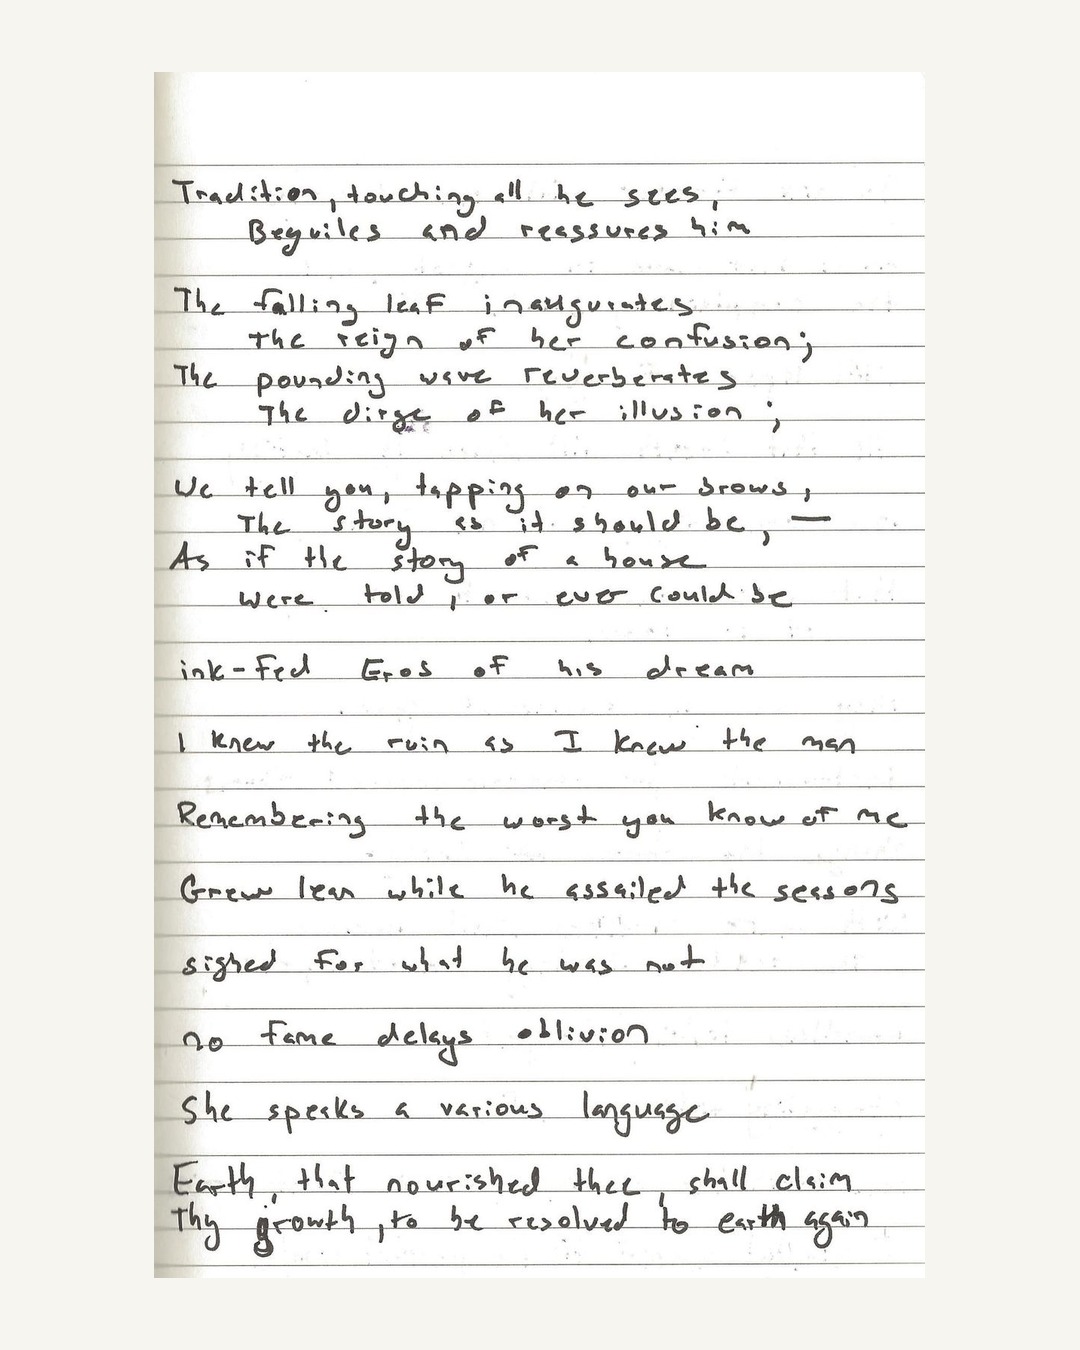 Tradition, touching all he sees,
Beguiles and reassures him
The falling leaf inaugurates
The reign of her confusion;
The pounding wave reverberates
The dirge of her illusion;
We tell you, tapping on our brows,
The story as it should be, —
As if the story of a house
were told, or ever could be
ink-fed Eros of his dream
I knew the ruin as I knew the man
Remembering the worst you know of me
Grew lean while he assailed the seasons
sighed for what he was not
no fame delays oblivion
She speaks a various language
Earth, that nourished thee, shall claim
Thy growth, to be resolved to earth again